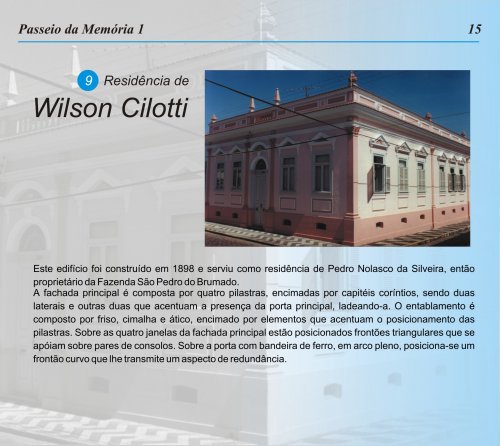 Passeio da Memória 1 15
9 Residência de
Wilson Cilotti
Este edifício foi construído em 1898 e serviu como residência de Pedro Nolasco da Silveira, então
proprietário da Fazenda São Pedro do Brumado.
A fachada principal é composta por quatro pilastras, encimadas por capitéis coríntios, sendo duas
laterais e outras duas que acentuam a presença da porta principal, ladeando-a. O entablamento é
composto por friso, cimalha e ático, encimado por elementos que acentuam o posicionamento das
pilastras. Sobre as quatro janelas da fachada principal estão posicionados frontões triangulares que se
apóiam sobre pares de consolos. Sobre a porta com bandeira de ferro, em arco pleno, posiciona-se um
frontão curvo que lhe transmite um aspecto de redundância.